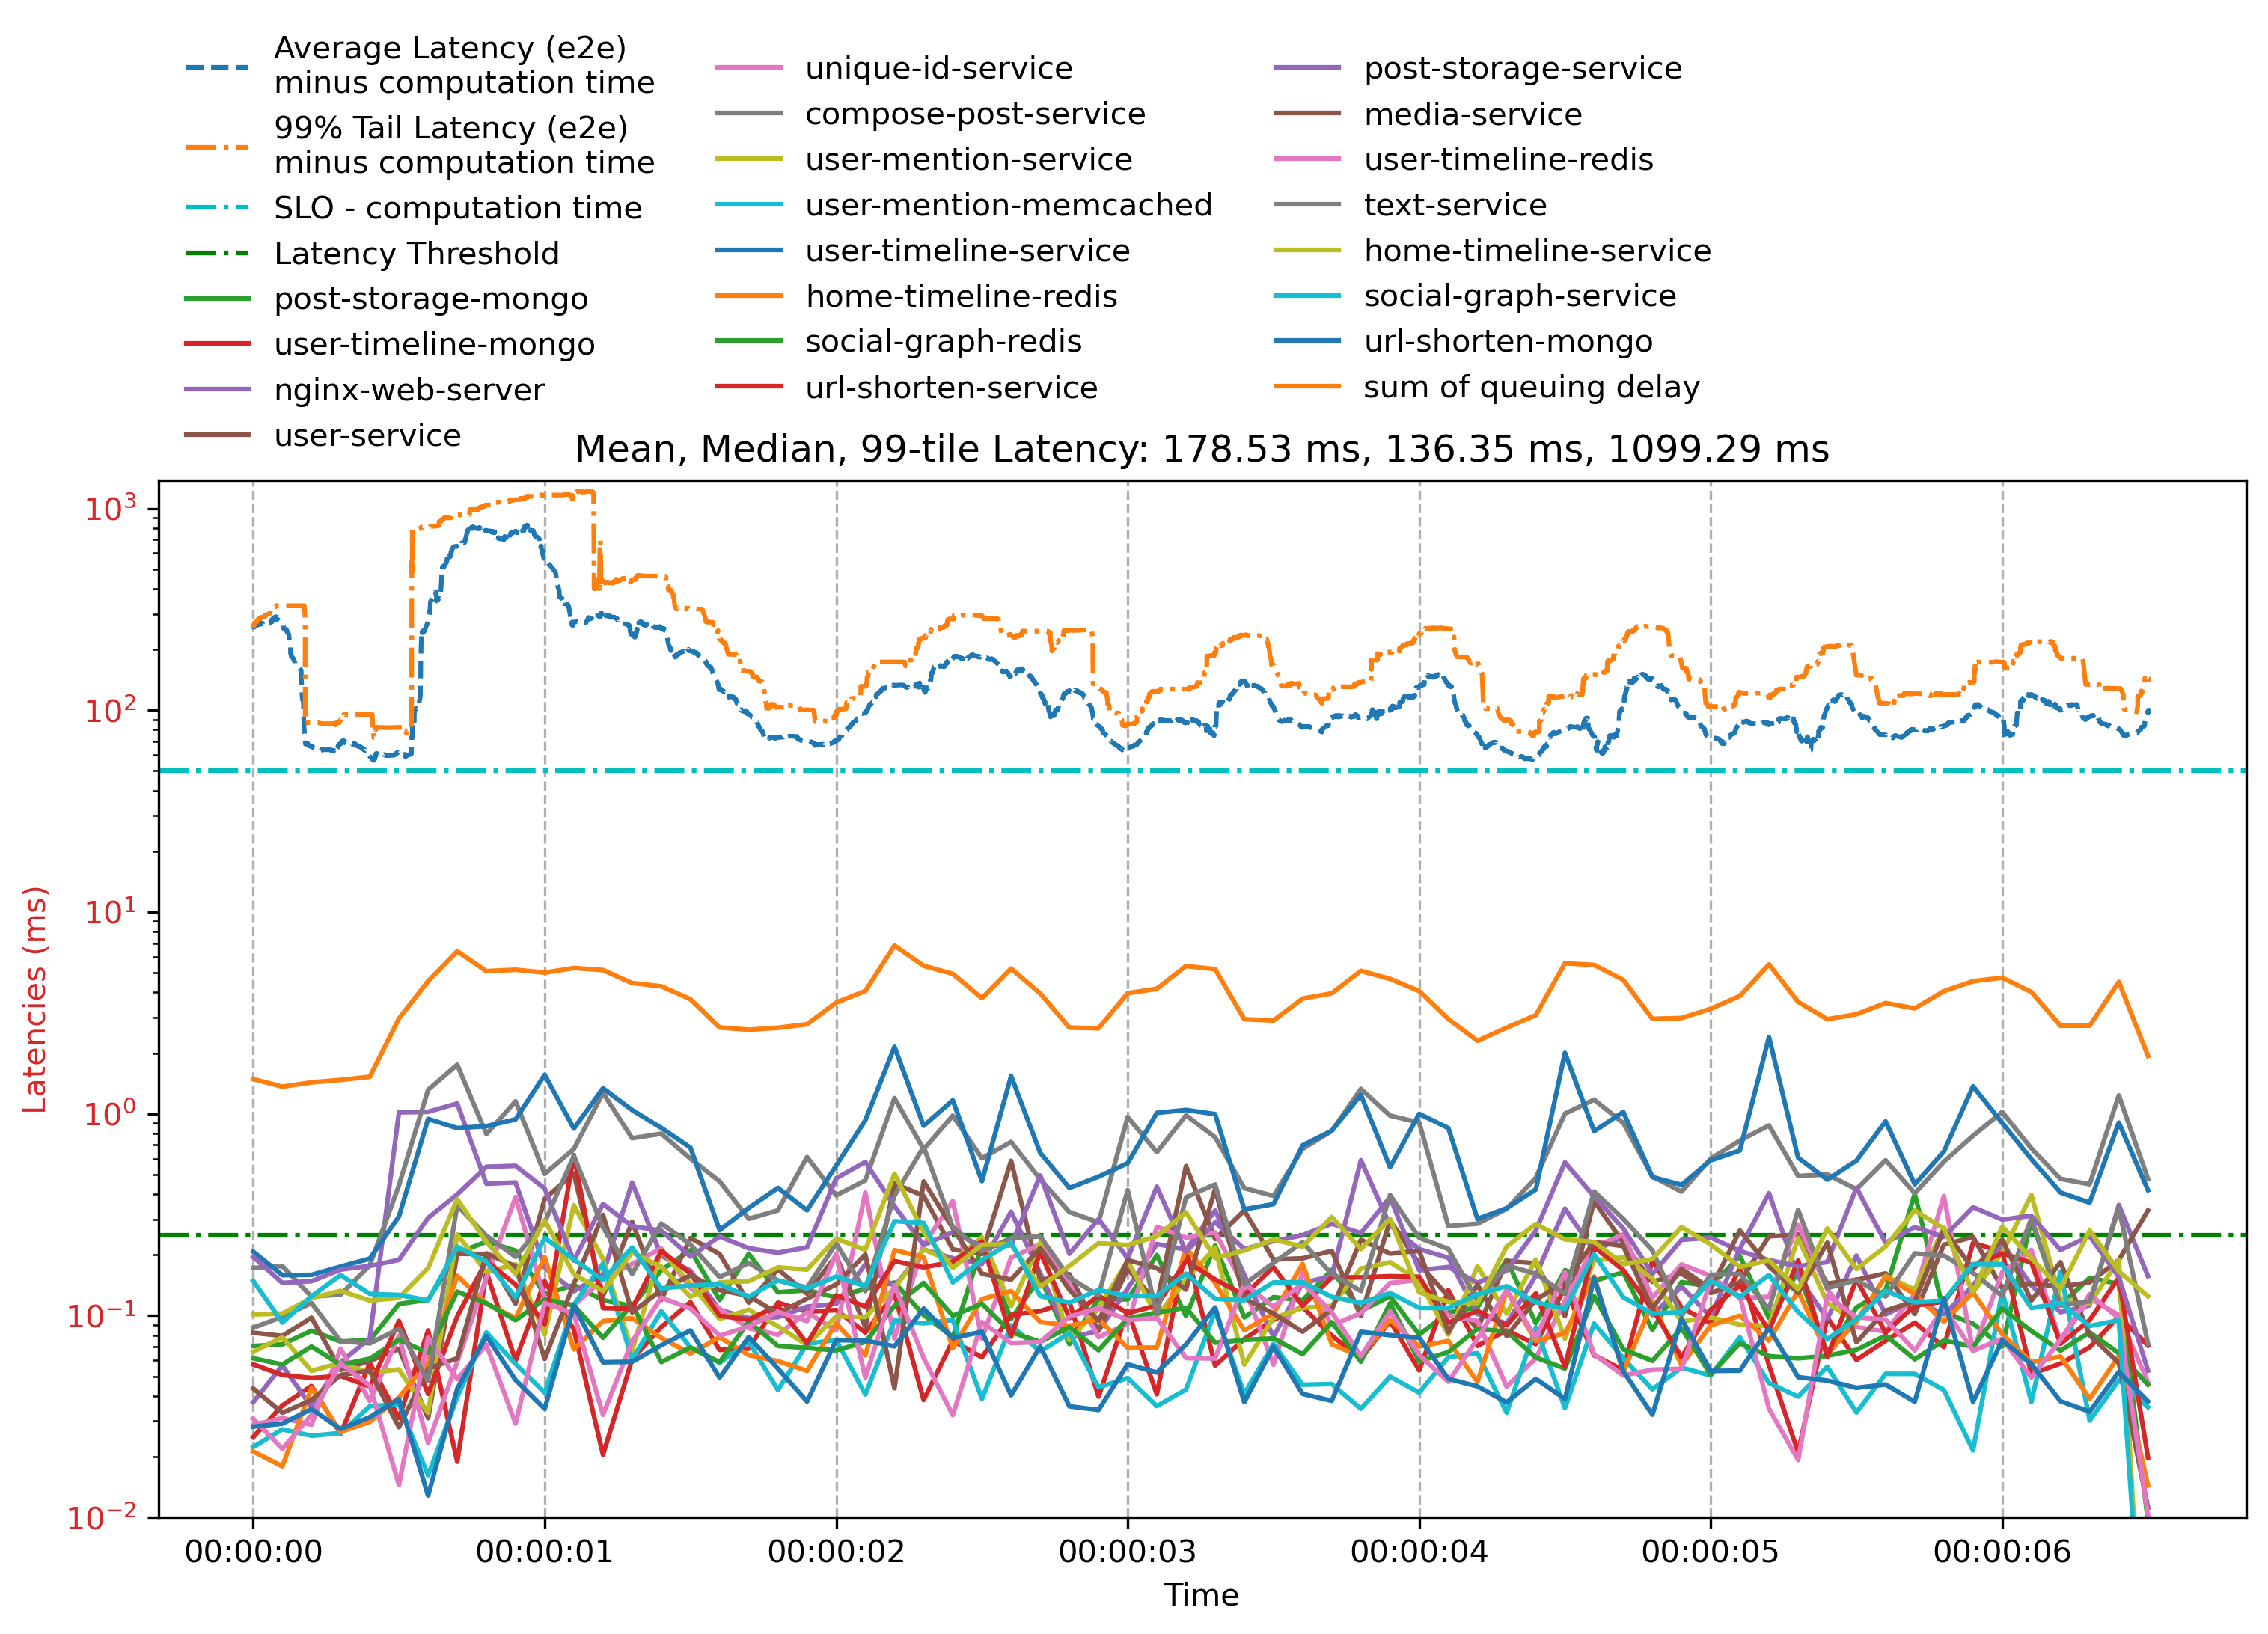 Average Latency (e2e)
minus computation time
99% Tail Latency (e2e)
minus computation time
SLO - computation time
Latency Threshold
post-storage-mongo
user-timeline-mongo
nginx-web-server
user-service
unique-id-service
compose-post-service
user-mention-service
user-mention-memcached
user-timeline-service
home-timeline-redis
social-graph-redis
url-shorten-service
post-storage-service
media-service
user-timeline-redis
text-service
home-timeline-service
social-graph-service
url-shorten-mongo
sum of queuing delay
Mean, Median, 99-tile Latency: 178.53 ms, 136.35 ms, 1099.29 ms
Latencies (ms)
10³
10²
10¹
10⁰
10⁻¹
10⁻²
00:00:00 00:00:01 00:00:02 00:00:03 00:00:04 00:00:05 00:00:06
Time